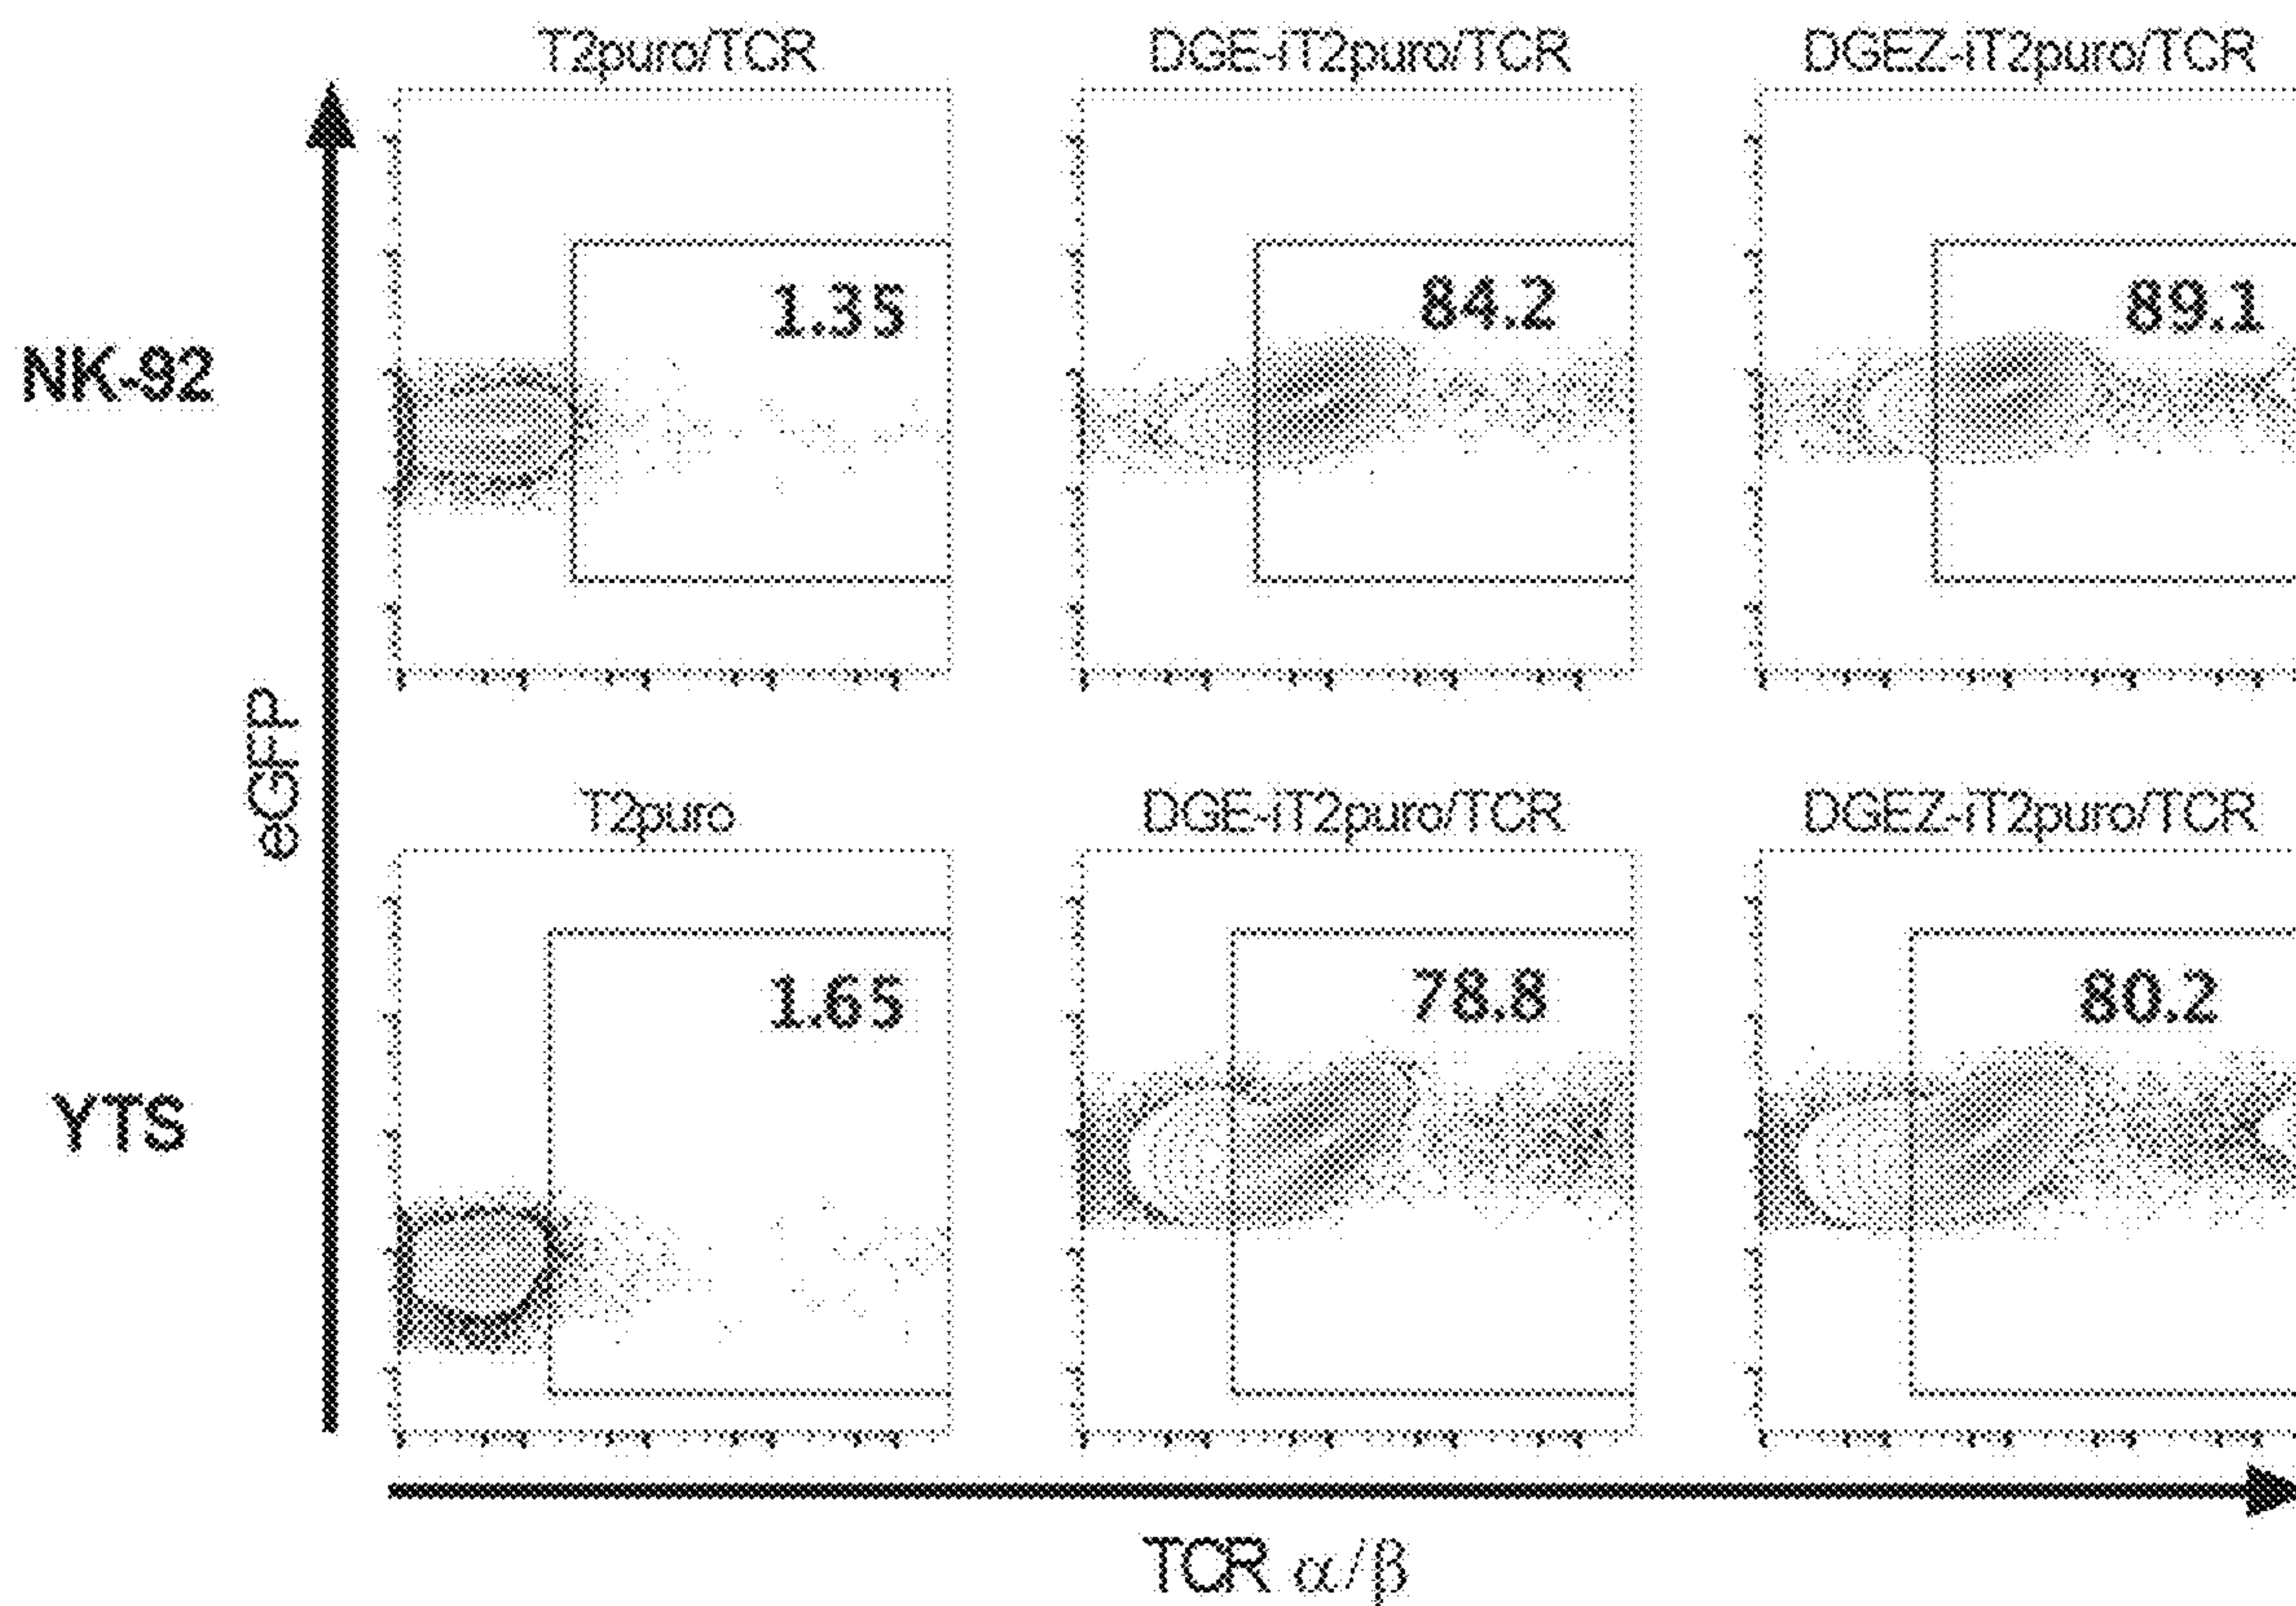 T2puro/TCR
DGE-iT2puro/TCR
DGEZ-iT2puro/TCR
NK-92
1.35
84.2
89.1
eGFP
T2puro
DGE-iT2puro/TCR
DGEZ-iT2puro/TCR
YTS
1.65
78.8
80.2
TCR α/β